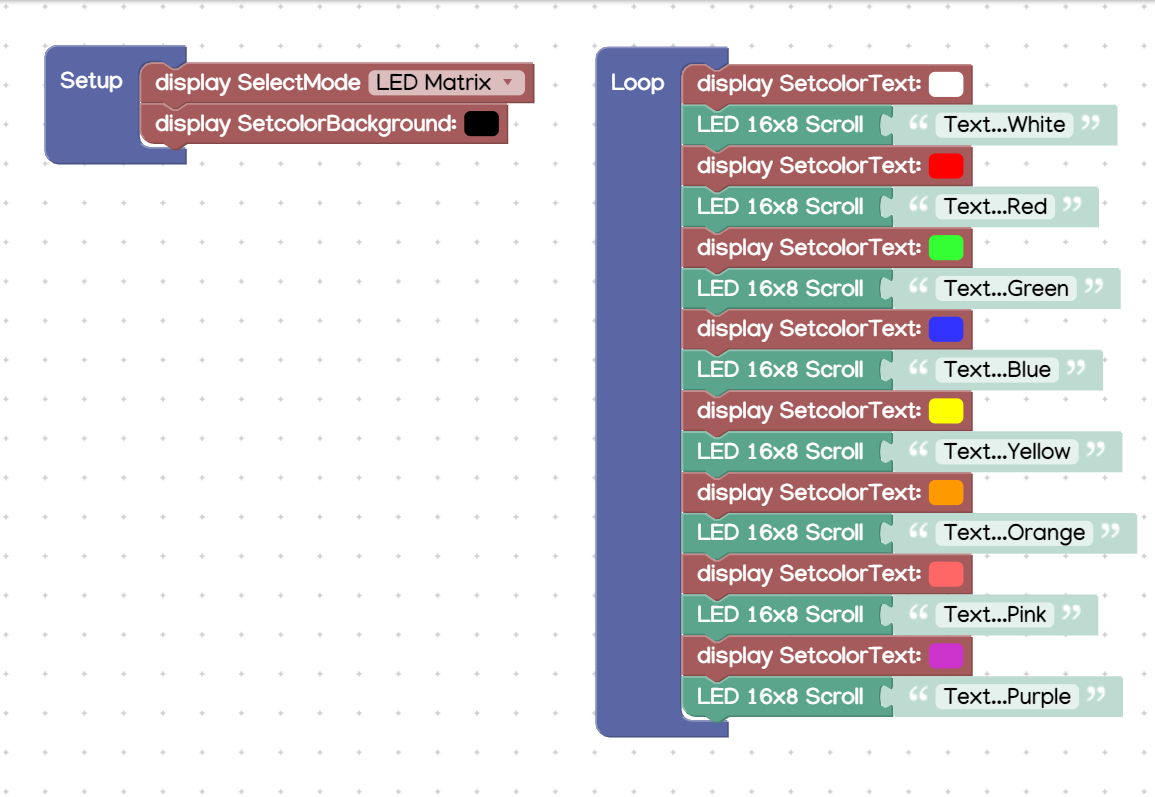 Setup
display SelectMode LED Matrix
display SetcolorBackground:
Loop
display SetcolorText:
LED 16x8 Scroll “ Text...White ”
display SetcolorText:
LED 16x8 Scroll “ Text...Red ”
display SetcolorText:
LED 16x8 Scroll “ Text...Green ”
display SetcolorText:
LED 16x8 Scroll “ Text...Blue ”
display SetcolorText:
LED 16x8 Scroll “ Text...Yellow ”
display SetcolorText:
LED 16x8 Scroll “ Text...Orange ”
display SetcolorText:
LED 16x8 Scroll “ Text...Pink ”
display SetcolorText:
LED 16x8 Scroll “ Text...Purple ”